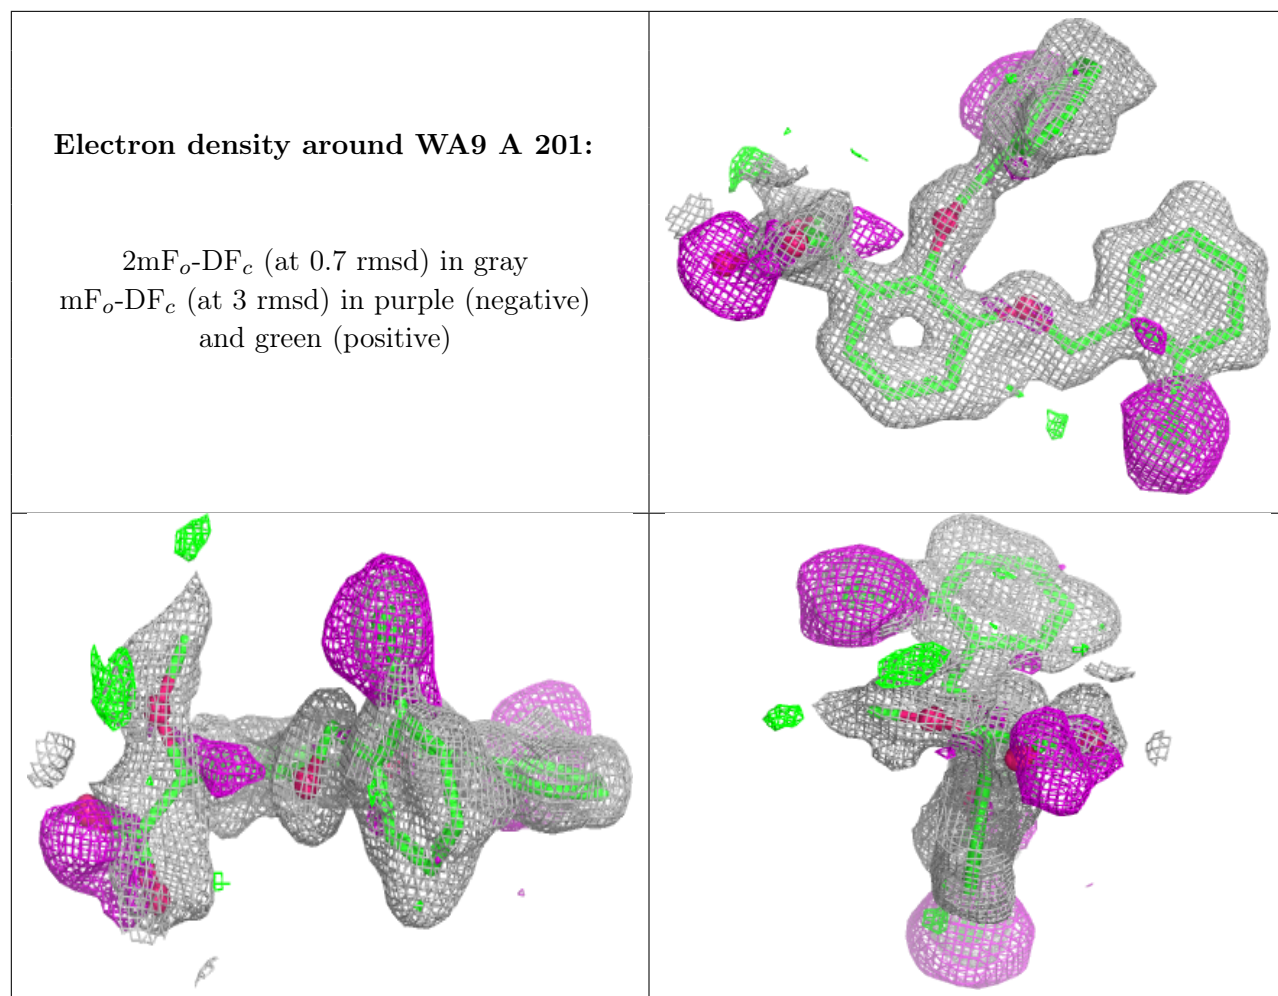 Electron density around WA9 A 201:
2mFo-DFc (at 0.7 rmsd) in gray
mFo-DFc (at 3 rmsd) in purple (negative)
and green (positive)